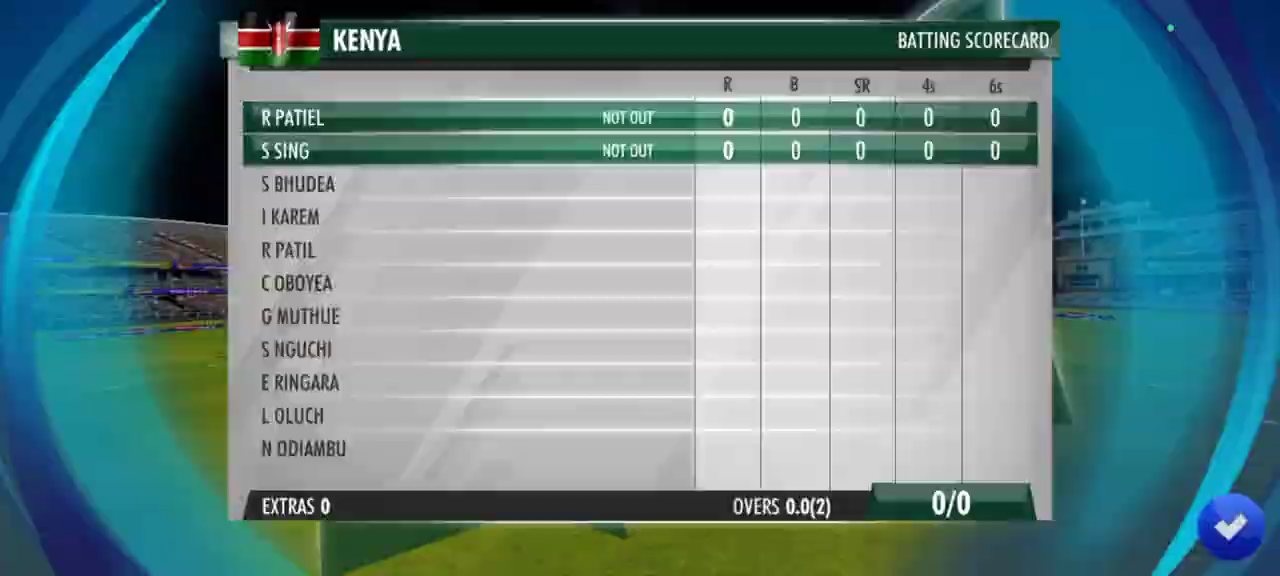 KENYA BATTING SCORECARD
R B SR 4s 6s
R PATIEL NOT OUT 0 0 0 0 0
S SING NOT OUT 0 0 0 0 0
S BHUDEA
I KAREM
R PATIL
C OBOYEA
G MUTHUE
S NGUCHI
E RINGARA
L OLUCH
N ODIAMBU
EXTRAS 0 OVERS 0.0(2) 0/0